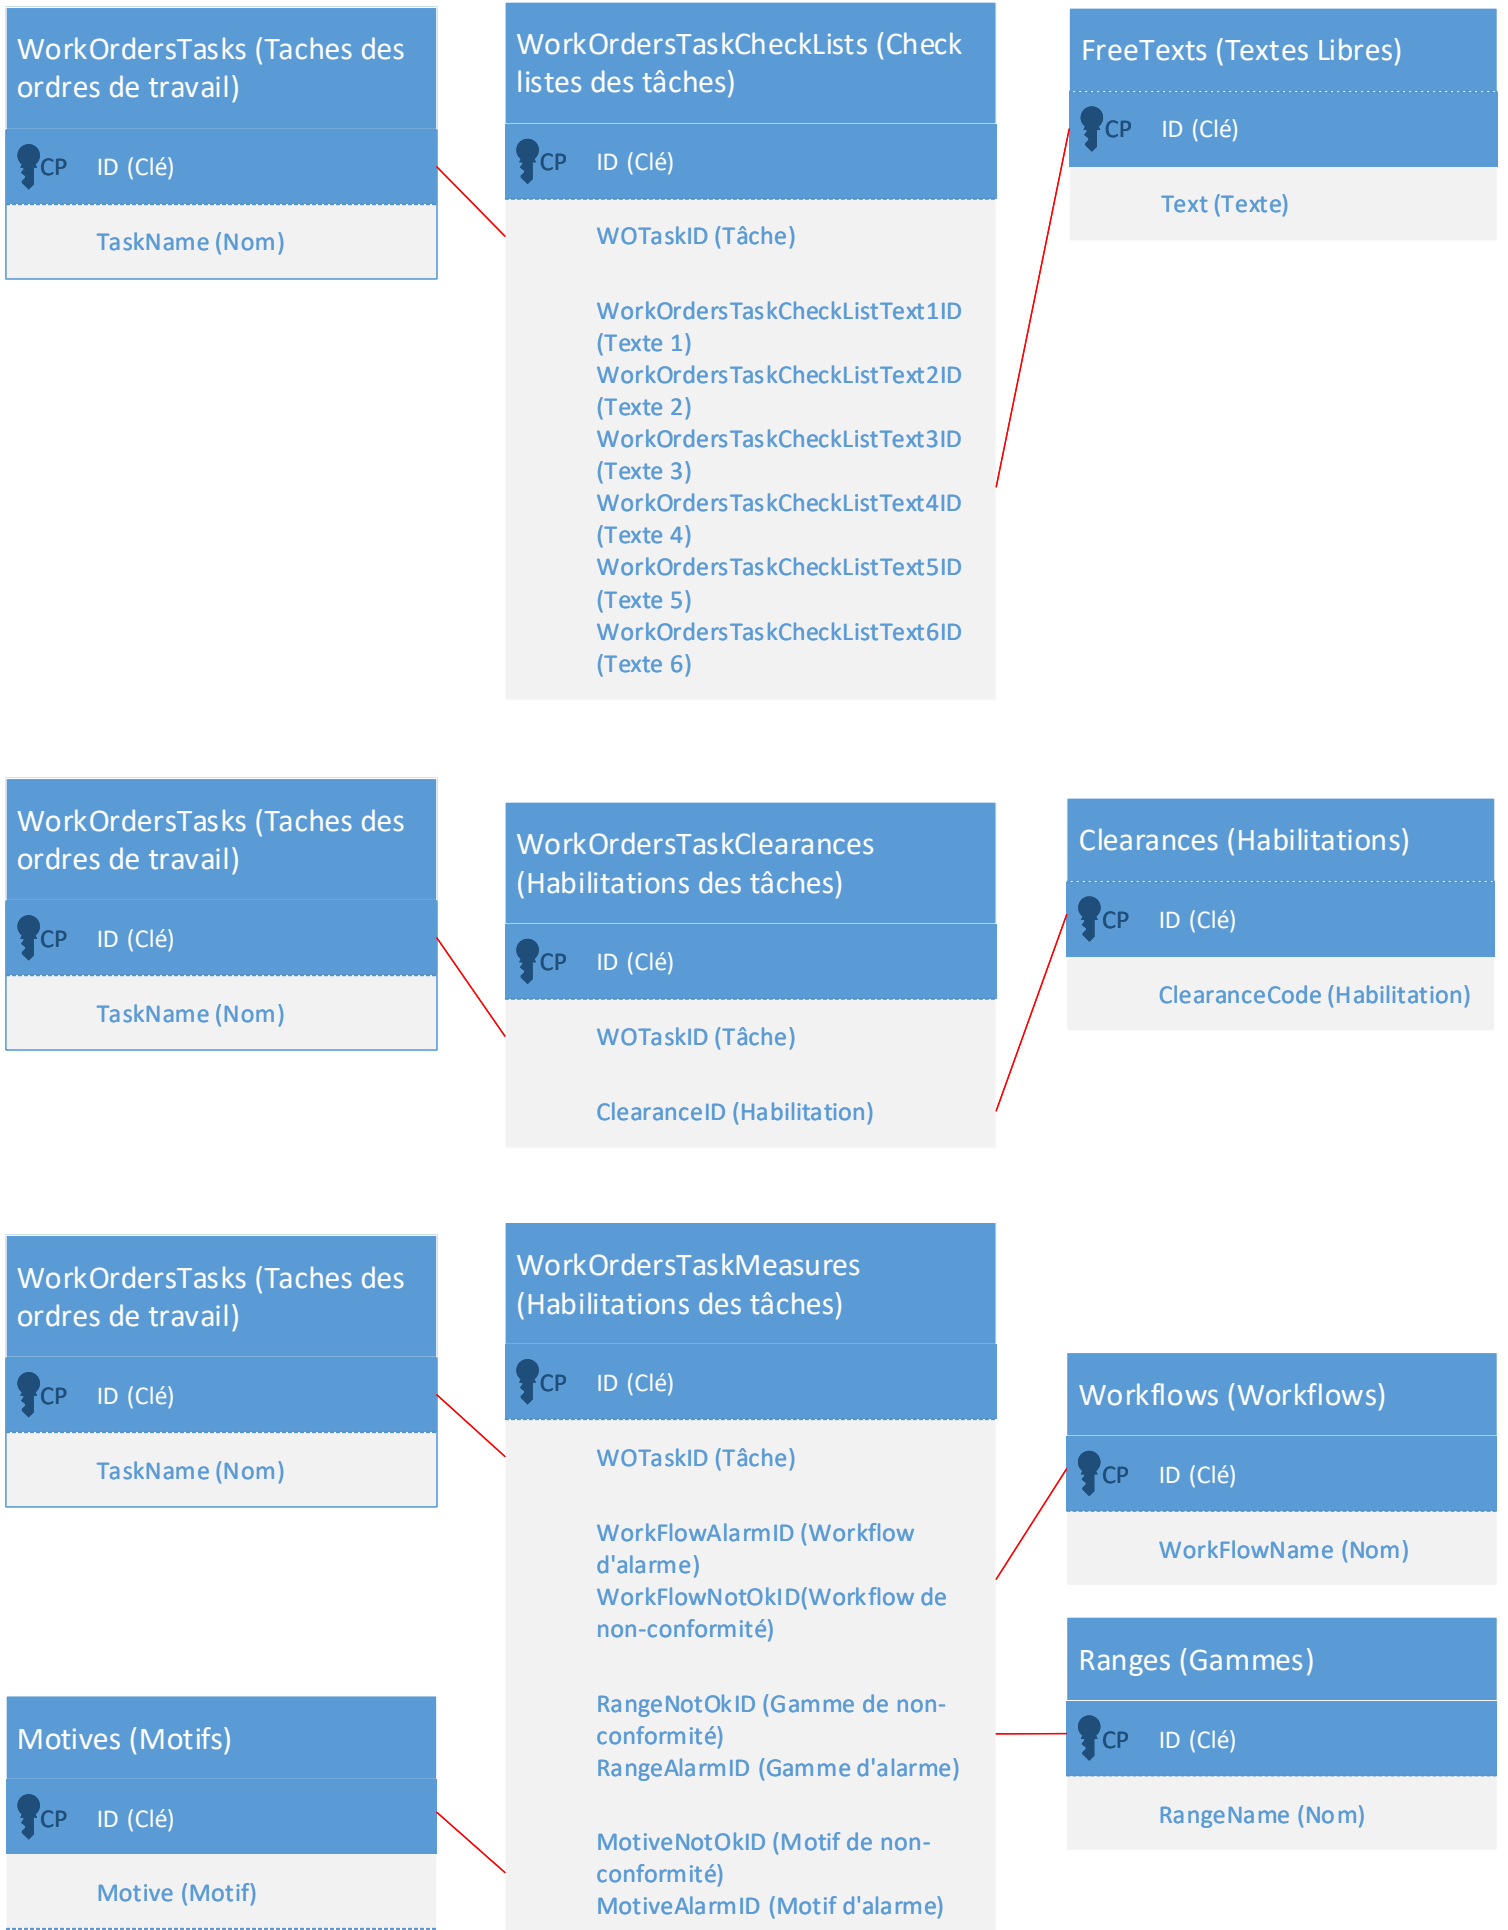 WorkOrdersTasks (Taches des
ordres de travail)
CP ID (Clé)
TaskName (Nom)
WorkOrdersTaskCheckLists (Check
listes des tâches)
CP ID (Clé)
WOTaskID (Tâche)
WorkOrdersTaskCheckListText1ID
(Texte 1)
WorkOrdersTaskCheckListText2ID
(Texte 2)
WorkOrdersTaskCheckListText3ID
(Texte 3)
WorkOrdersTaskCheckListText4ID
(Texte 4)
WorkOrdersTaskCheckListText5ID
(Texte 5)
WorkOrdersTaskCheckListText6ID
(Texte 6)
FreeTexts (Textes Libres)
CP ID (Clé)
Text (Texte)
WorkOrdersTasks (Taches des
ordres de travail)
CP ID (Clé)
TaskName (Nom)
WorkOrdersTaskClearances
(Habilitations des tâches)
CP ID (Clé)
WOTaskID (Tâche)
ClearanceID (Habilitation)
Clearances (Habilitations)
CP ID (Clé)
ClearanceCode (Habilitation)
WorkOrdersTasks (Taches des
ordres de travail)
CP ID (Clé)
TaskName (Nom)
Motives (Motifs)
CP ID (Clé)
Motive (Motif)
WorkOrdersTaskMeasures
(Habilitations des tâches)
CP ID (Clé)
WOTaskID (Tâche)
WorkFlowAlarmID (Workflow
d'alarme)
WorkFlowNotOkID(Workflow de
non-conformité)
RangeNotOkID (Gamme de non-
conformité)
RangeAlarmID (Gamme d'alarme)
MotiveNotOkID (Motif de non-
conformité)
MotiveAlarmID (Motif d'alarme)
Workflows (Workflows)
CP ID (Clé)
WorkFlowName (Nom)
Ranges (Gammes)
CP ID (Clé)
RangeName (Nom)